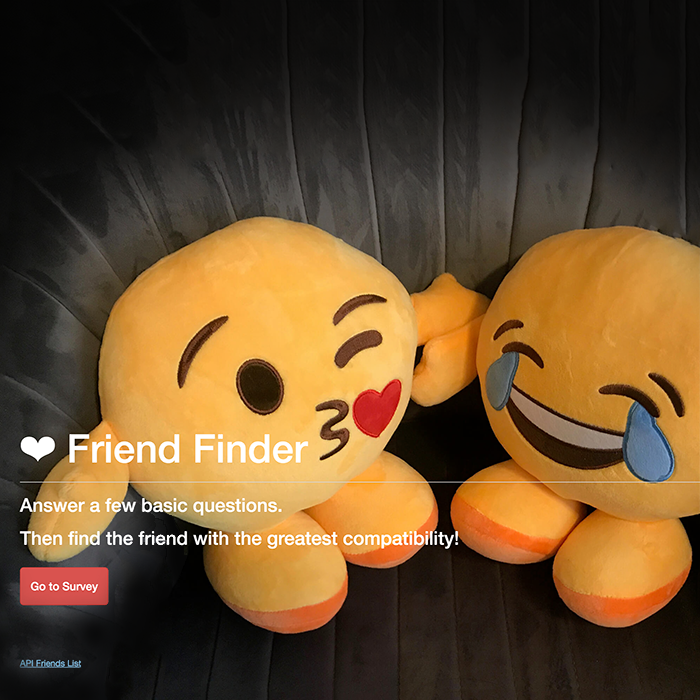 ❤ Friend Finder
Answer a few basic questions.
Then find the friend with the greatest compatibility!
Go to Survey
API Friends List